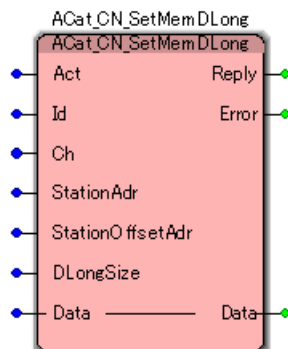 ACat_CN_SetMemDLong
ACat_CN_SetMemDLong
Act Reply
Id Error
Ch
StationAdr
StationOffsetAdr
DLongSize
Data Data